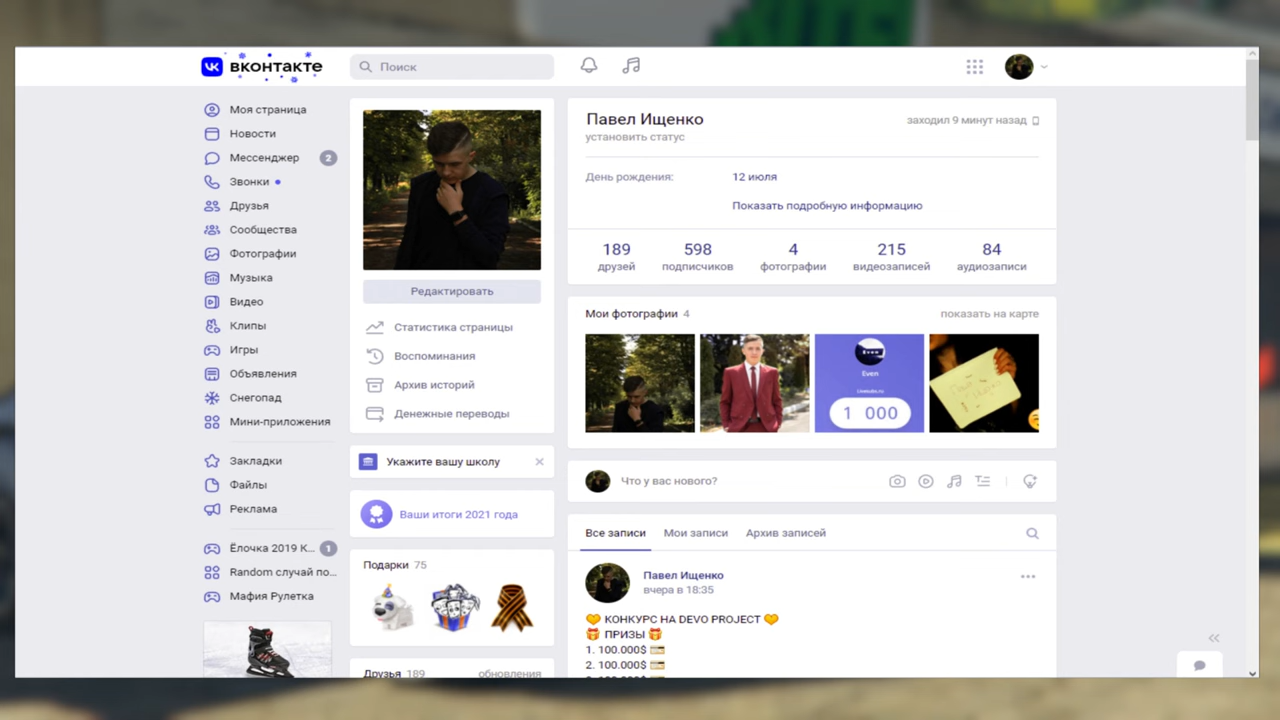 вконтакте
Поиск
Моя страница
Новости
Мессенджер 2
Звонки
Друзья
Сообщества
Фотографии
Музыка
Видео
Клипы
Игры
Объявления
Снегопад
Мини-приложения
Закладки
Файлы
Реклама
Ёлочка 2019 К... 1
Random случай по...
Мафия Рулетка
Редактировать
Статистика страницы
Воспоминания
Архив историй
Денежные переводы
Укажите вашу школу
Ваши итоги 2021 года
Подарки 75
Друзья 189 обновления
Павел Ищенко
заходил 9 минут назад
установить статус
День рождения: 12 июля
Показать подробную информацию
189 598 4 215 84
друзей подписчиков фотографии видеозаписей аудиозаписи
Мои фотографии 4 показать на карте
Even
Even
1 000
Что у вас нового?
Все записи Мои записи Архив записей
Павел Ищенко
вчера в 18:35
КОНКУРС НА DEVO PROJECT
ПРИЗЫ
1. 100.000$
2. 100.000$